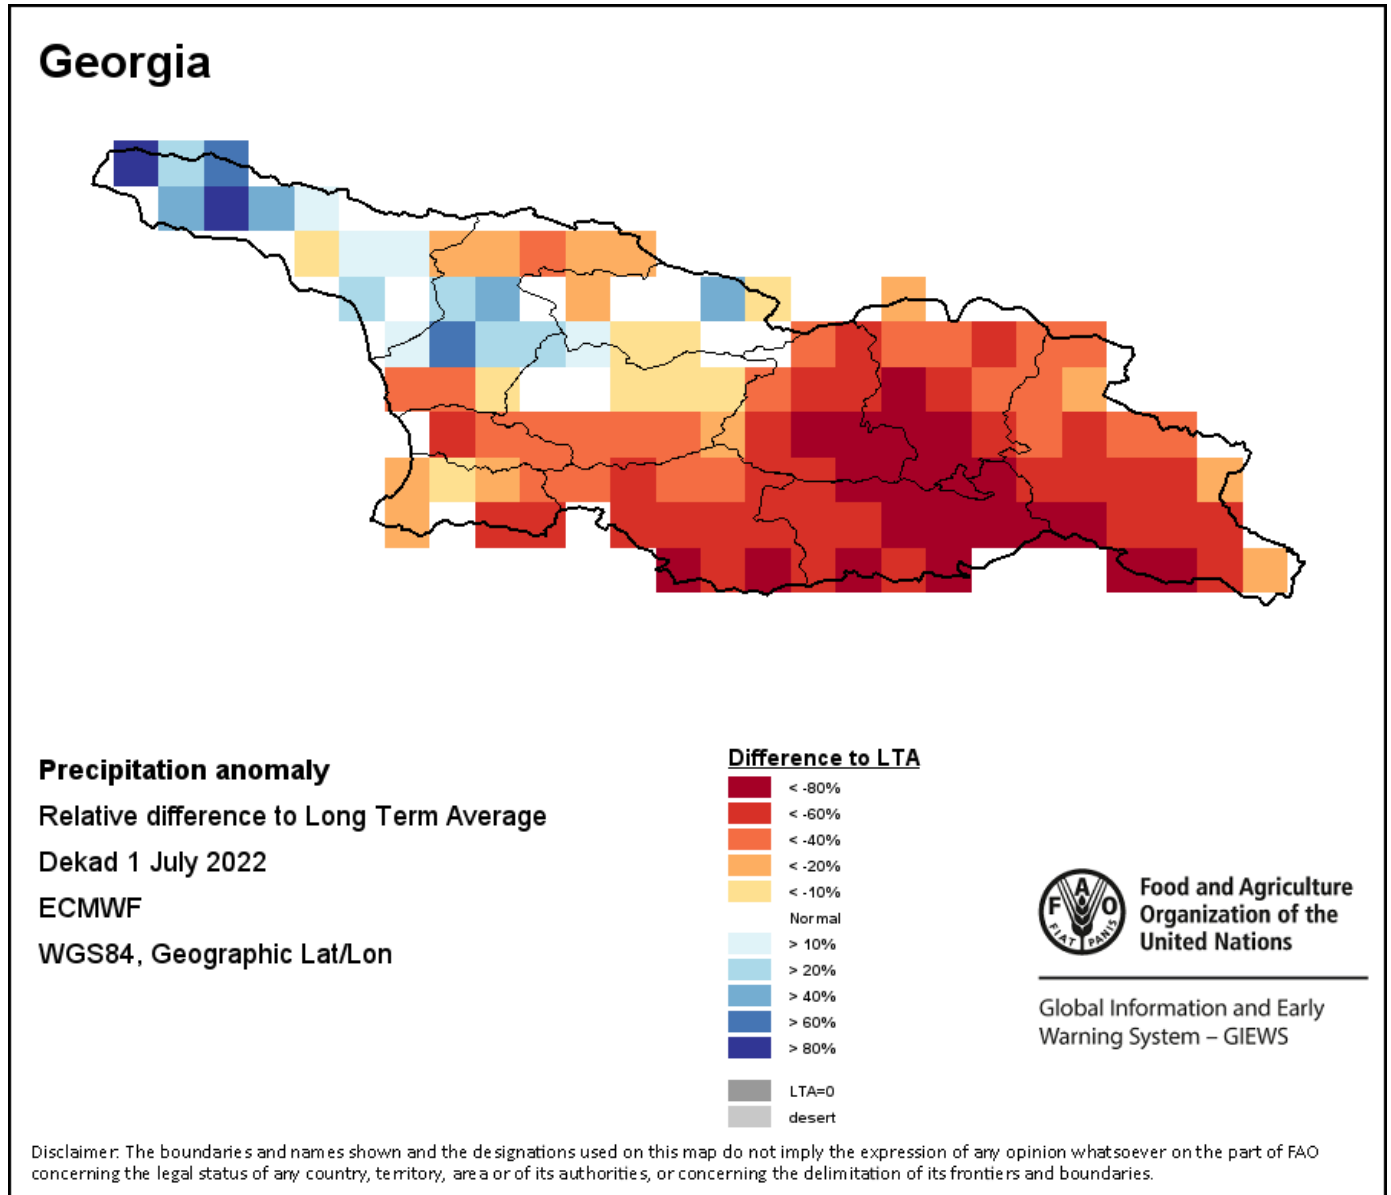 Georgia
Precipitation anomaly
Relative difference to Long Term Average
Dekad 1 July 2022
ECMWF
WGS84, Geographic Lat/Lon
Difference to LTA
< -80%
< -60%
< -40%
< -20%
< -10%
Normal
> 10%
> 20%
> 40%
> 60%
> 80%
LTA=0
desert
F A O
FIAT PANIS
Food and Agriculture
Organization of the
United Nations
Global Information and Early
Warning System – GIEWS
Disclaimer: The boundaries and names shown and the designations used on this map do not imply the expression of any opinion whatsoever on the part of FAO
concerning the legal status of any country, territory, area or of its authorities, or concerning the delimitation of its frontiers and boundaries.